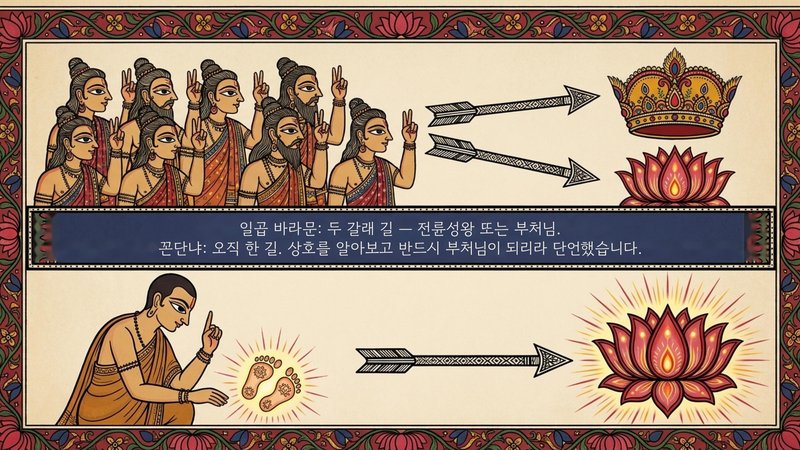 일곱 바라문: 두 갈래 길 — 전륜성왕 또는 부처님.
꼰단냐: 오직 한 길. 상호를 알아보고 반드시 부처님이 되리라 단언했습니다.